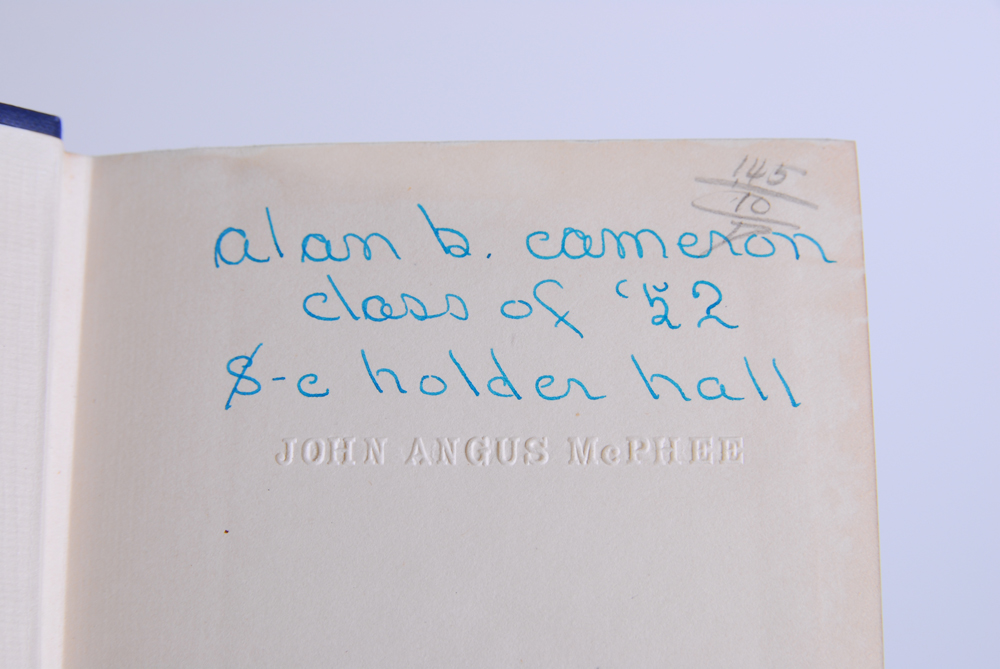 145
10
alan b. cameron
class of '52
8-c holder hall
JOHN ANGUS McPHEE